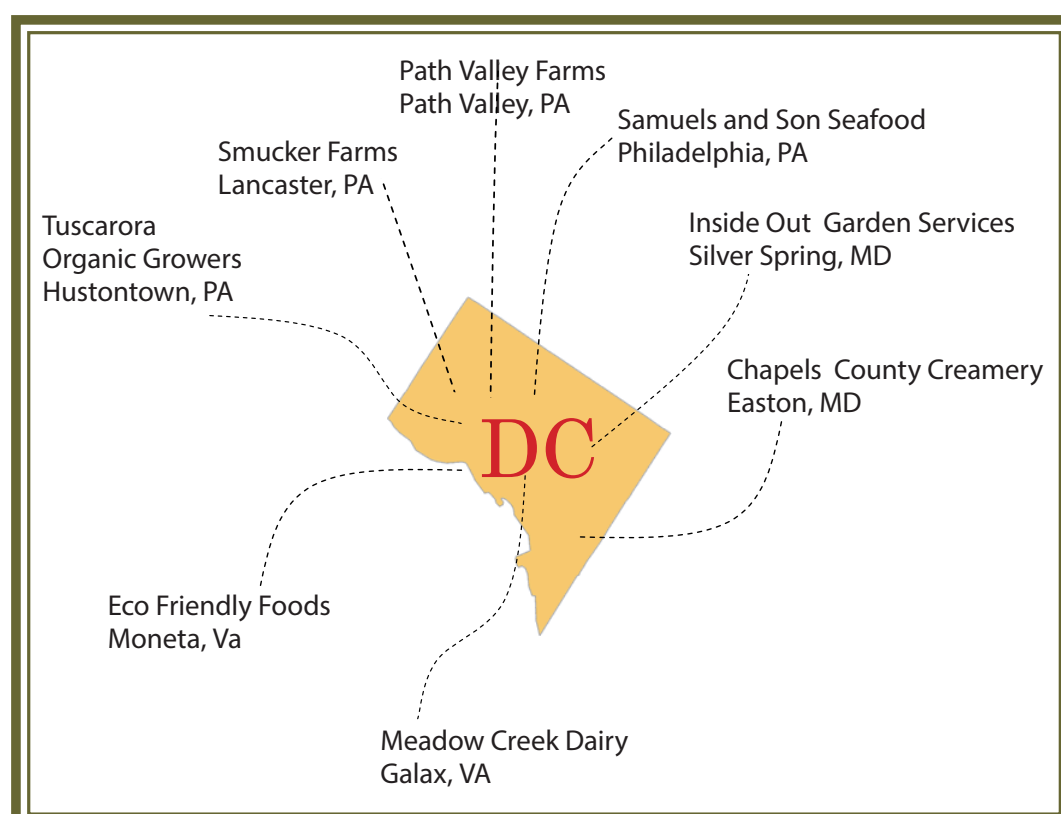 Path Valley Farms
Path Valley, PA
Samuels and Son Seafood
Philadelphia, PA
Smucker Farms
Lancaster, PA
Tuscarora
Organic Growers
Hustontown, PA
Inside Out  Garden Services
Silver Spring, MD
Chapels  County Creamery
Easton, MD
DC
Eco Friendly Foods
Moneta, Va
Meadow Creek Dairy
Galax, VA